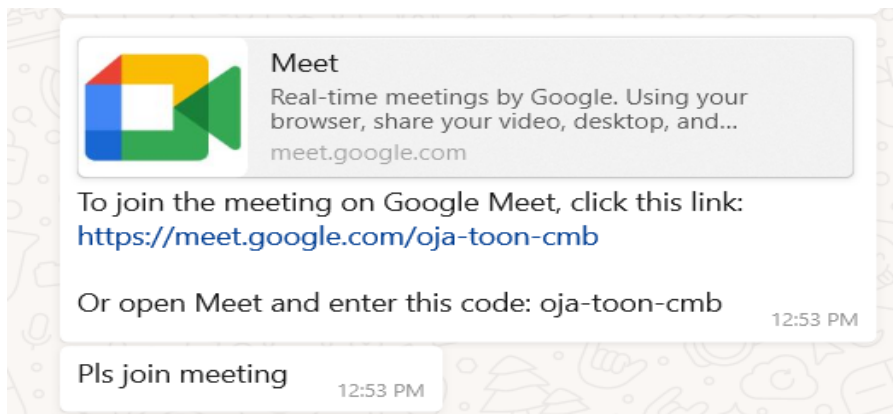 Meet
Real-time meetings by Google. Using your
browser, share your video, desktop, and...
meet.google.com
To join the meeting on Google Meet, click this link:
https://meet.google.com/oja-toon-cmb
Or open Meet and enter this code: oja-toon-cmb
12:53 PM
Pls join meeting
12:53 PM